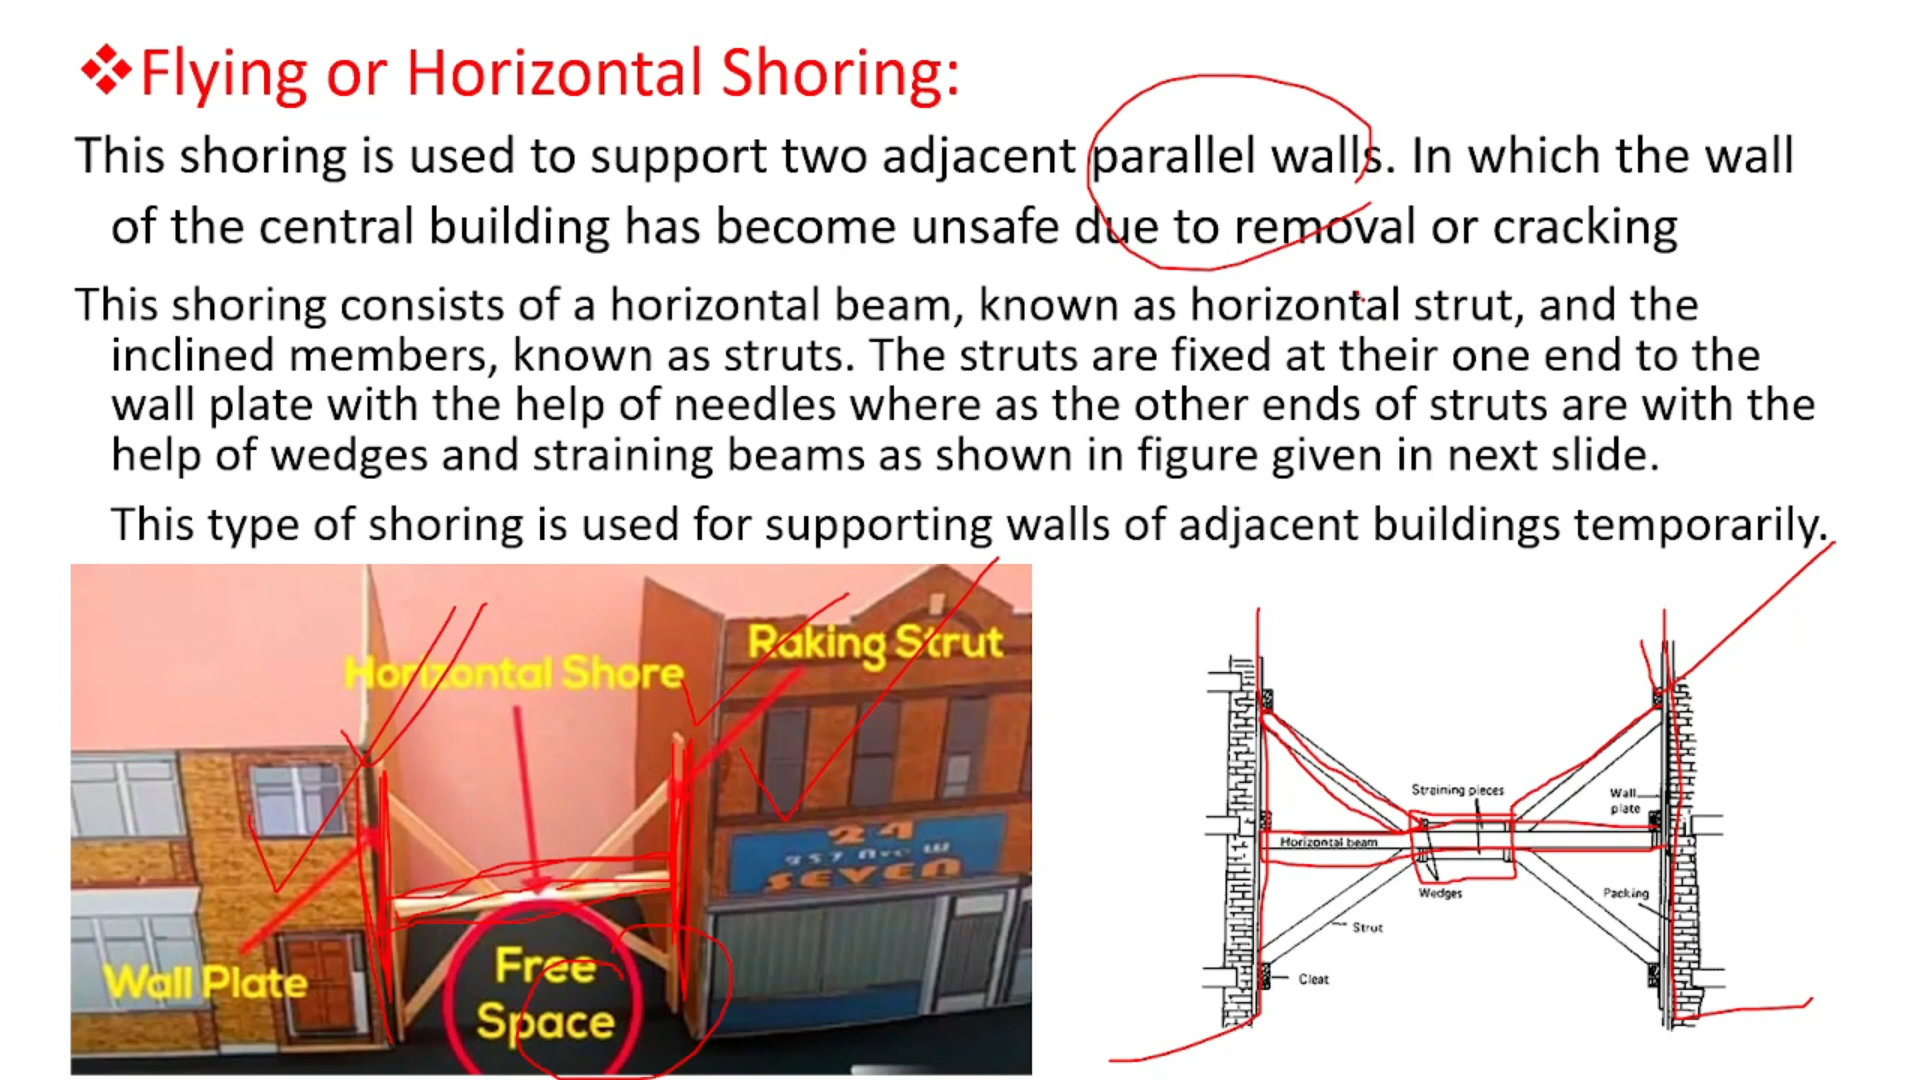 ❖Flying or Horizontal Shoring:
This shoring is used to support two adjacent parallel walls. In which the wall
of the central building has become unsafe due to removal or cracking
This shoring consists of a horizontal beam, known as horizontal strut, and the
inclined members, known as struts. The struts are fixed at their one end to the
wall plate with the help of needles where as the other ends of struts are with the
help of wedges and straining beams as shown in figure given in next slide.
This type of shoring is used for supporting walls of adjacent buildings temporarily.
Horizontal Shore
Raking Strut
Wall Plate
Free
Space
SEVEN
Straining pieces
Wall
plate
Horizontal beam
Wedges
Packing
Strut
Cleat